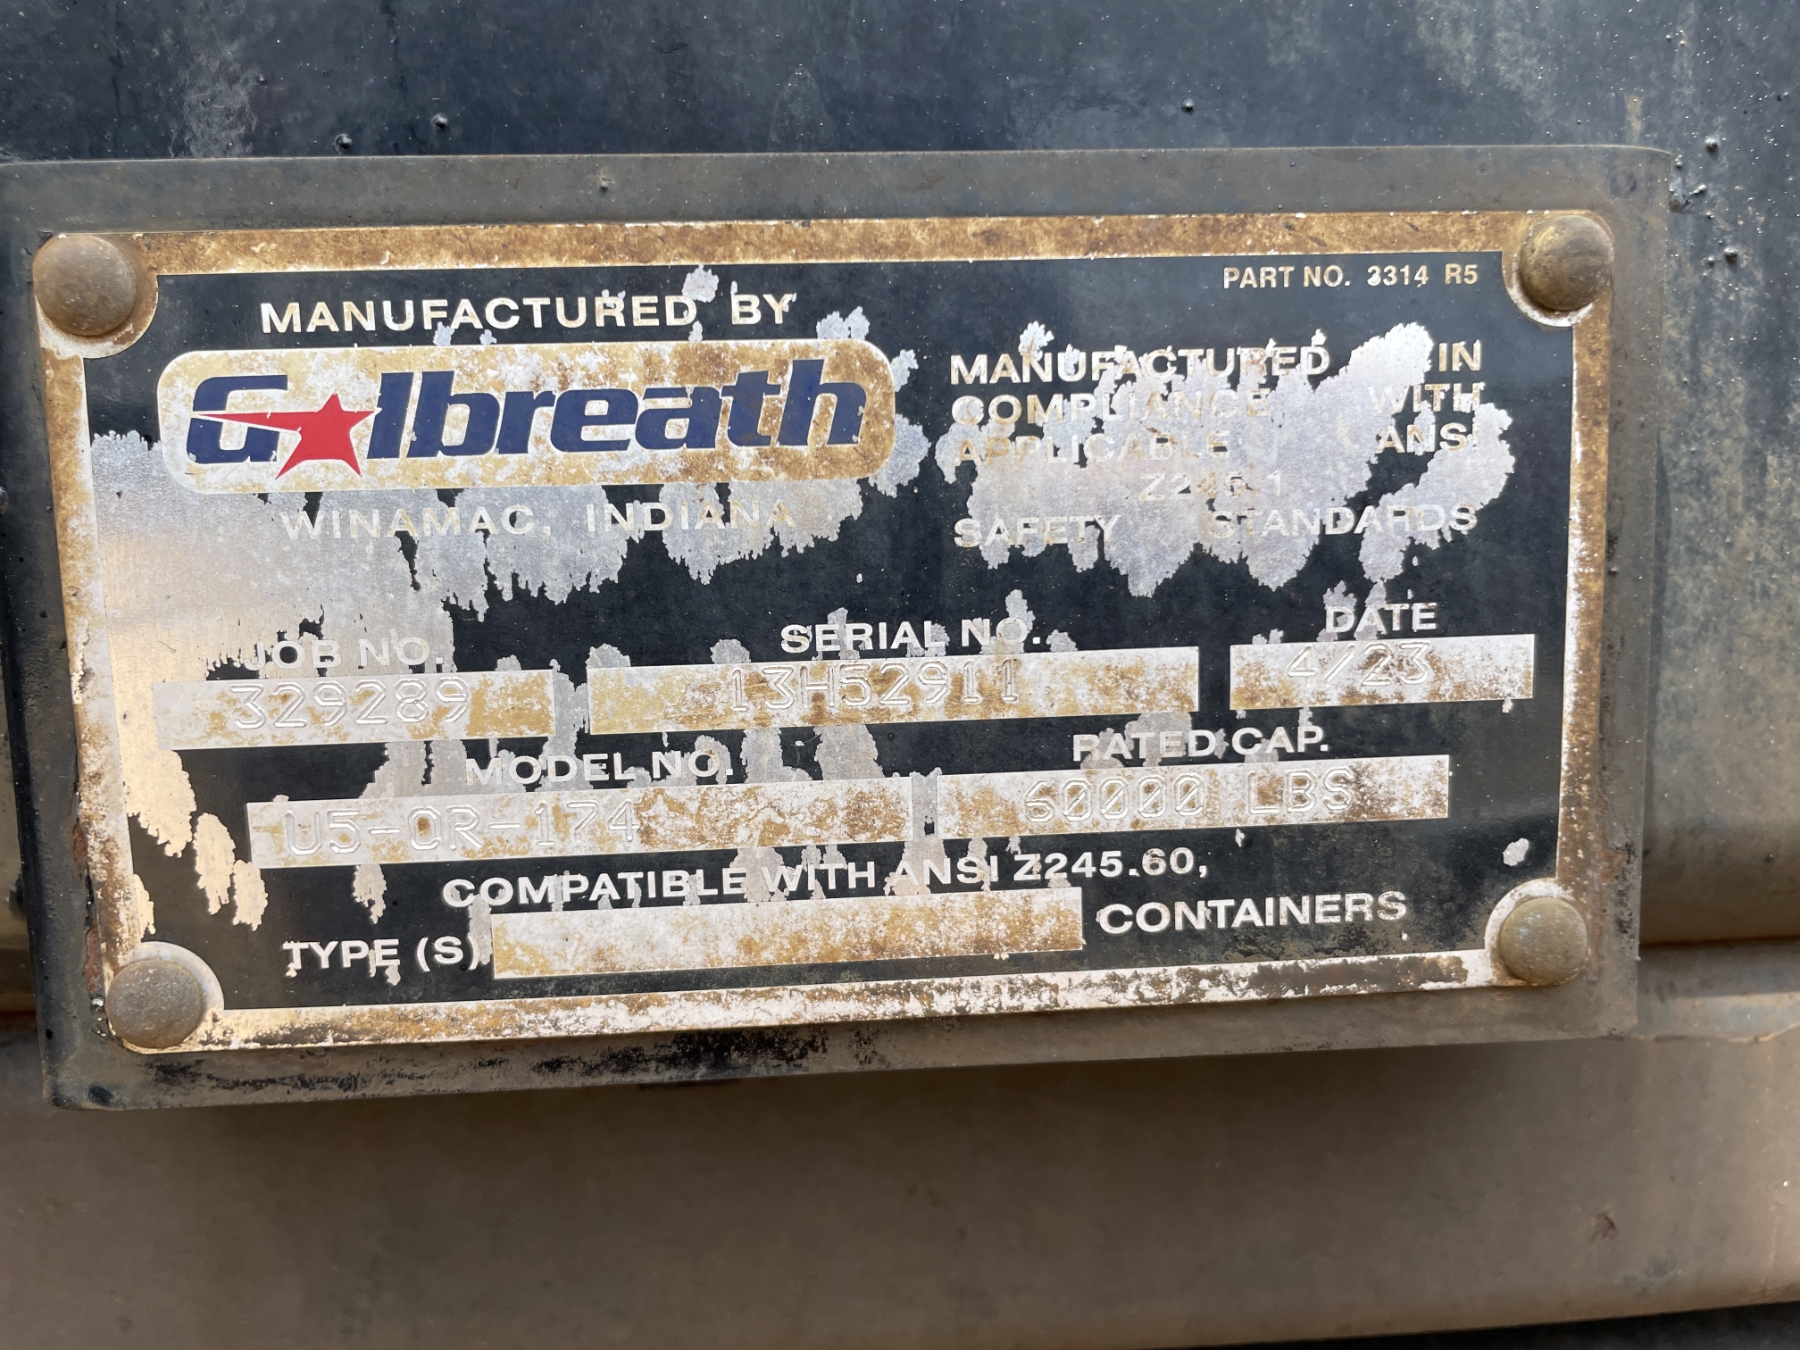 PART NO. 3314 R5
MANUFACTURED BY
Galbreath
WINAMAC, INDIANA
MANUFACTURED IN
COMPLIANCE WITH
APPLICABLE ANSI
Z245.1
SAFETY STANDARDS
JOB NO. SERIAL NO. DATE
329289 13H52911 4/23
MODEL NO. RATED CAP.
U5-OR-174 60000 LBS
COMPATIBLE WITH ANSI Z245.60,
TYPE (S) CONTAINERS